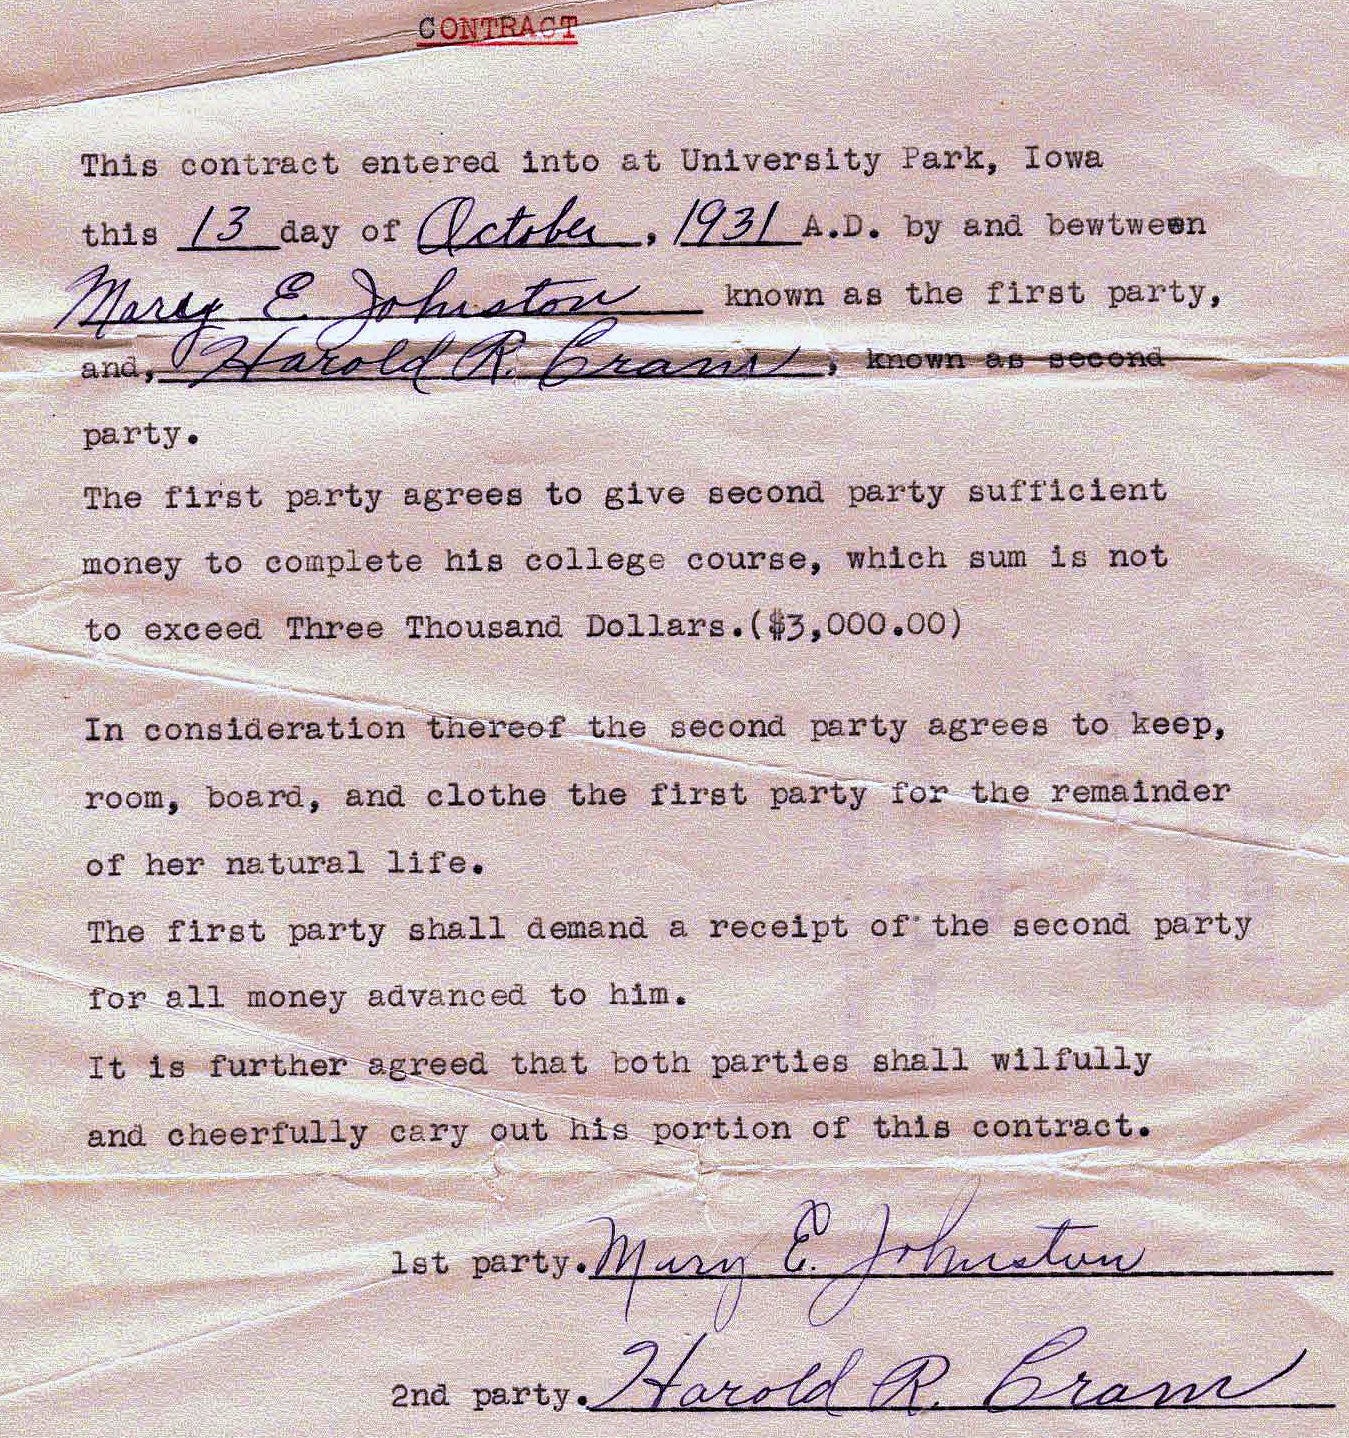 CONTRACT
This contract entered into at University Park, Iowa
this 13 day of October, 1931 A.D. by and bewtween
Mary E. Johnston known as the first party,
and, Harold R. Cram, known as second
party.
The first party agrees to give second party sufficient
money to complete his college course, which sum is not
to exceed Three Thousand Dollars.($3,000.00)
In consideration thereof the second party agrees to keep,
room, board, and clothe the first party for the remainder
of her natural life.
The first party shall demand a receipt of the second party
for all money advanced to him.
It is further agreed that both parties shall wilfully
and cheerfully cary out his portion of this contract.
1st party. Mary E. Johnston
2nd party. Harold R. Cram